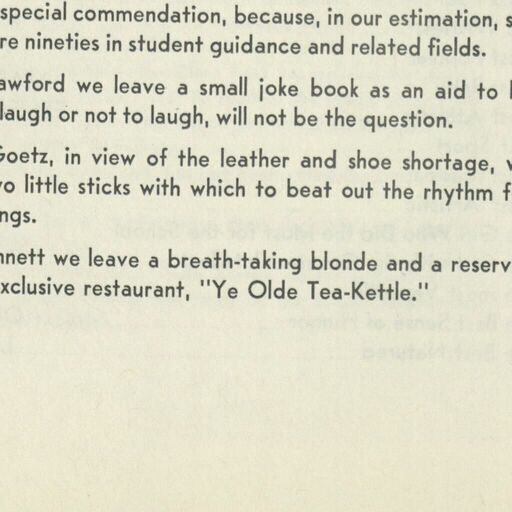 special commendation, because, in our estimation, s
re nineties in student guidance and related fields.
awford we leave a small joke book as an aid to
laugh or not to laugh, will not be the question.
Goetz, in view of the leather and shoe shortage,
o little sticks with which to beat out the rhythm f
ngs.
nnett we leave a breath-taking blonde and a reserv
xclusive restaurant, "Ye Olde Tea-Kettle."